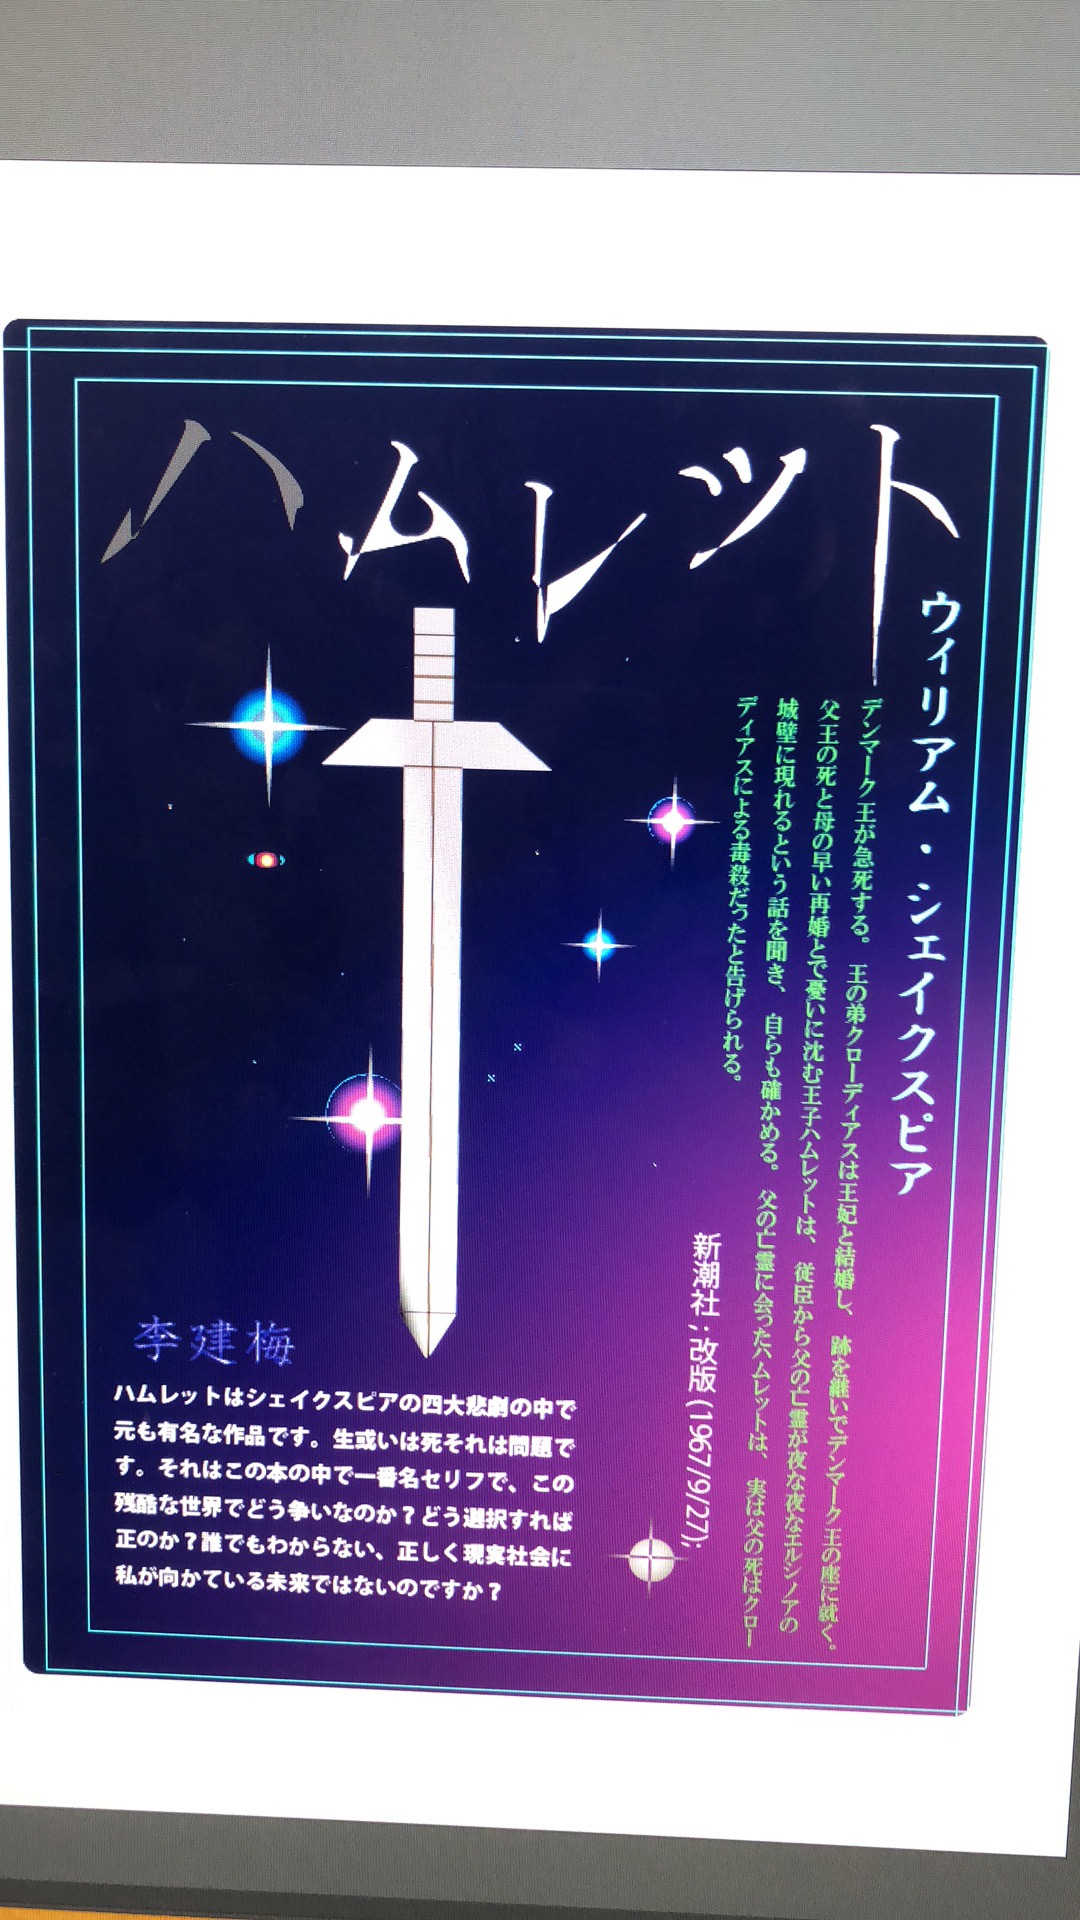 ハムレット
ウィリアム・シェイクスピア
デンマーク王が急死する。王の弟クローディアスは王妃と結婚し、跡を継いでデンマーク王の座に就く。
父王の死と母の早い再婚とで憂いに沈む王子ハムレットは、従臣から父の亡霊が夜な夜なエルシノアの
城壁に現れるという話を聞き、自らも確かめる。父の亡霊に会ったハムレットは、実は父の死はクロー
ディアスによる毒殺だったと告げられる。
新潮社; 改版 (1967/9/27);
李建梅
ハムレットはシェイクスピアの四大悲劇の中で
元も有名な作品です。生或いは死それは問題で
す。それはこの本の中で一番名セリフで、この
残酷な世界でどう争いなのか？どう選択すれば
正のか？誰でもわからない、正しく現実社会に
私が向かている未来ではないのですか？